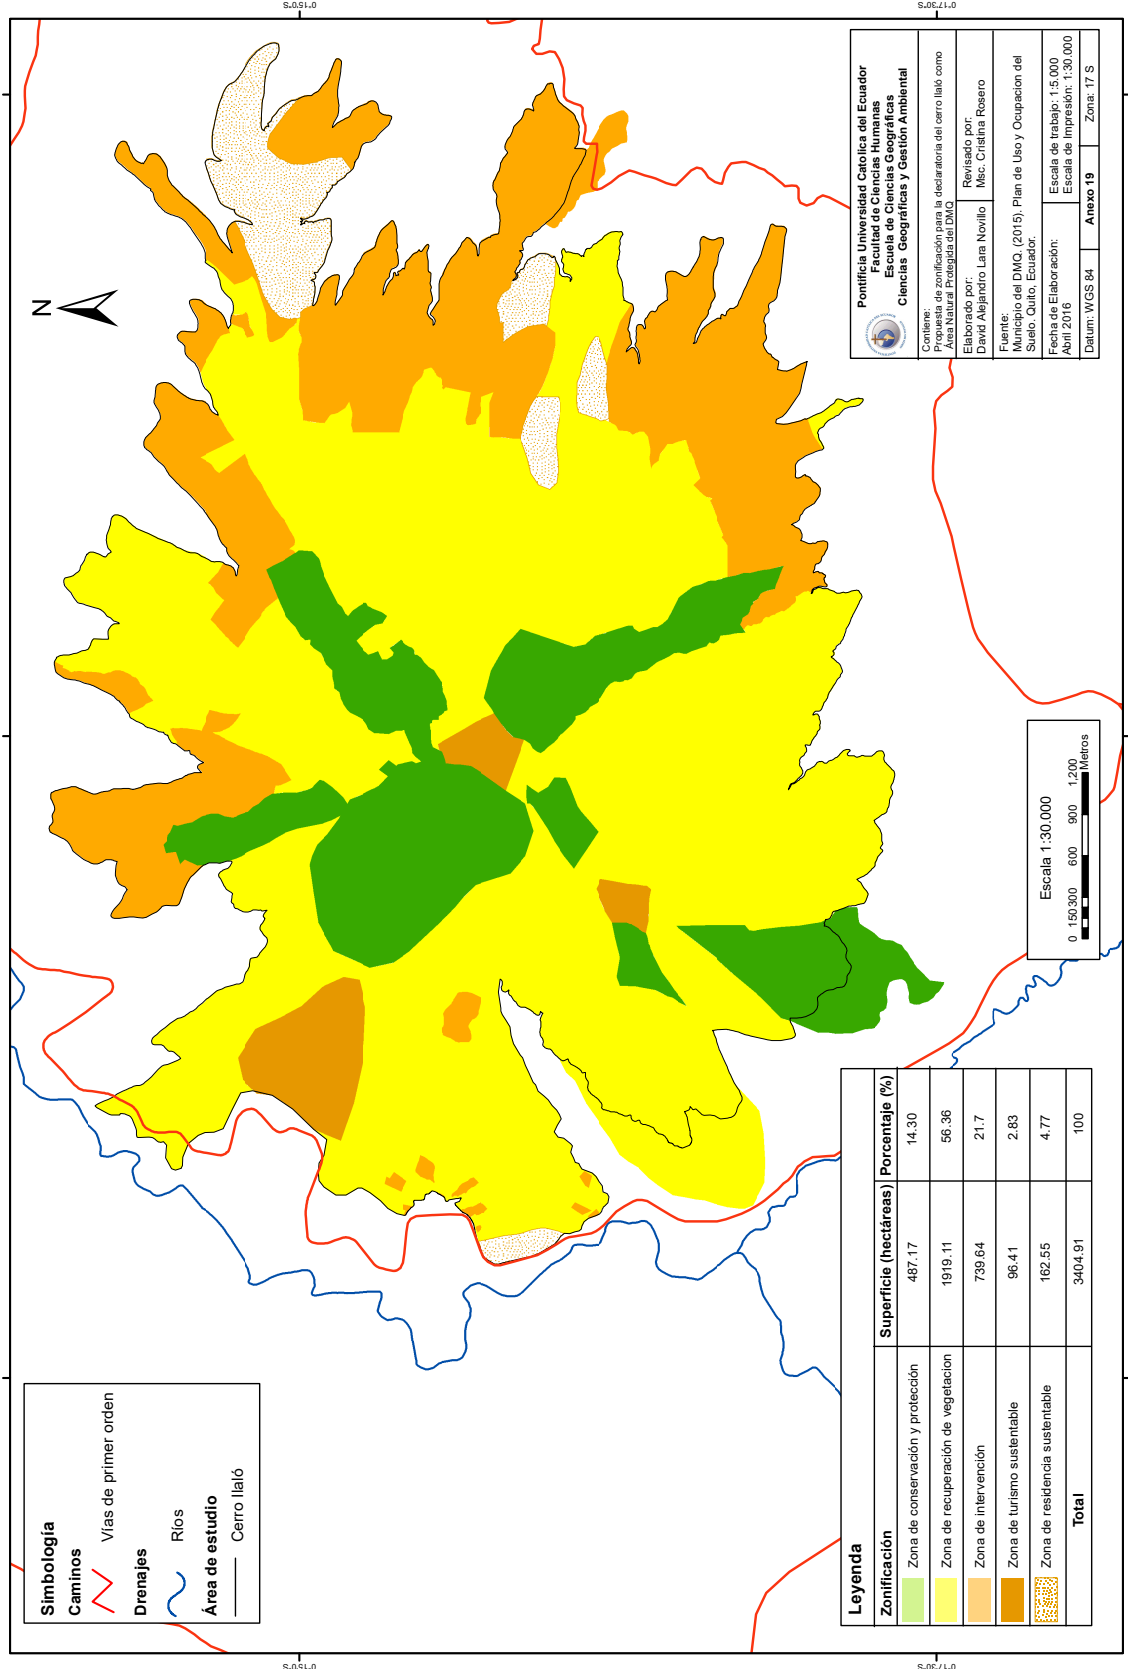 0°15'0"S
0°17'30"S
N
Pontificia Universidad Catolica del Ecuador
Facultad de Ciencias Humanas
Escuela de Ciencias Geográficas
Ciencias Geográficas y Gestión Ambiental
Contiene:
Propuesta de zonificación para la declaratoria del cerro Ilaló como
Área Natural Protegida del DMQ
Elaborado por:
David Alejandro Lara Novillo
Revisado por:
Msc. Cristina Rosero
Fuente:
Municipio del DMQ, (2015). Plan de Uso y Ocupacion del
Suelo. Quito, Ecuador.
Fecha de Elaboración:
Abril 2016
Escala de trabajo: 1:5.000
Escala de Impresión: 1:30.000
Datum: WGS 84
Anexo 19
Zona: 17 S
Escala 1:30.000
0 150 300 600 900 1.200
Metros
Simbología
Caminos
Vías de primer orden
Drenajes
Ríos
Área de estudio
Cerro Ilaló
Leyenda
Zonificación Superficie (hectáreas) Porcentaje (%)
Zona de conservación y protección 487.17 14.30
Zona de recuperación de vegetacion 1919.11 56.36
Zona de intervención 739.64 21.7
Zona de turismo sustentable 96.41 2.83
Zona de residencia sustentable 162.55 4.77
Total 3404.91 100
0°15'0"S
0°17'30"S